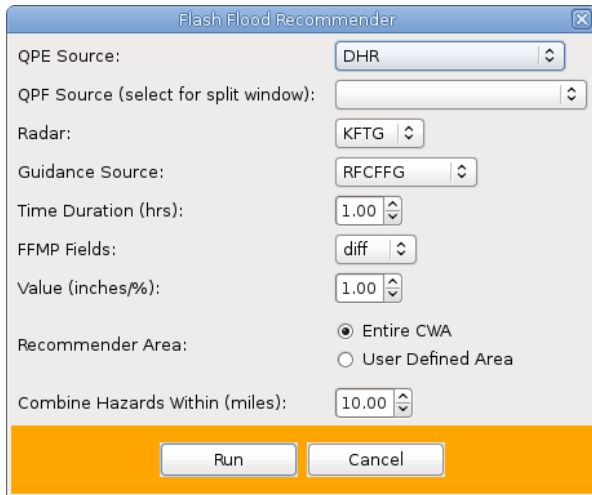 Flash Flood Recommender
QPE Source: DHR
QPF Source (select for split window):
Radar: KFTG
Guidance Source: RFCFFG
Time Duration (hrs): 1.00
FFMP Fields: diff
Value (inches/%): 1.00
Entire CWA
Recommender Area:
User Defined Area
Combine Hazards Within (miles): 10.00
Run Cancel